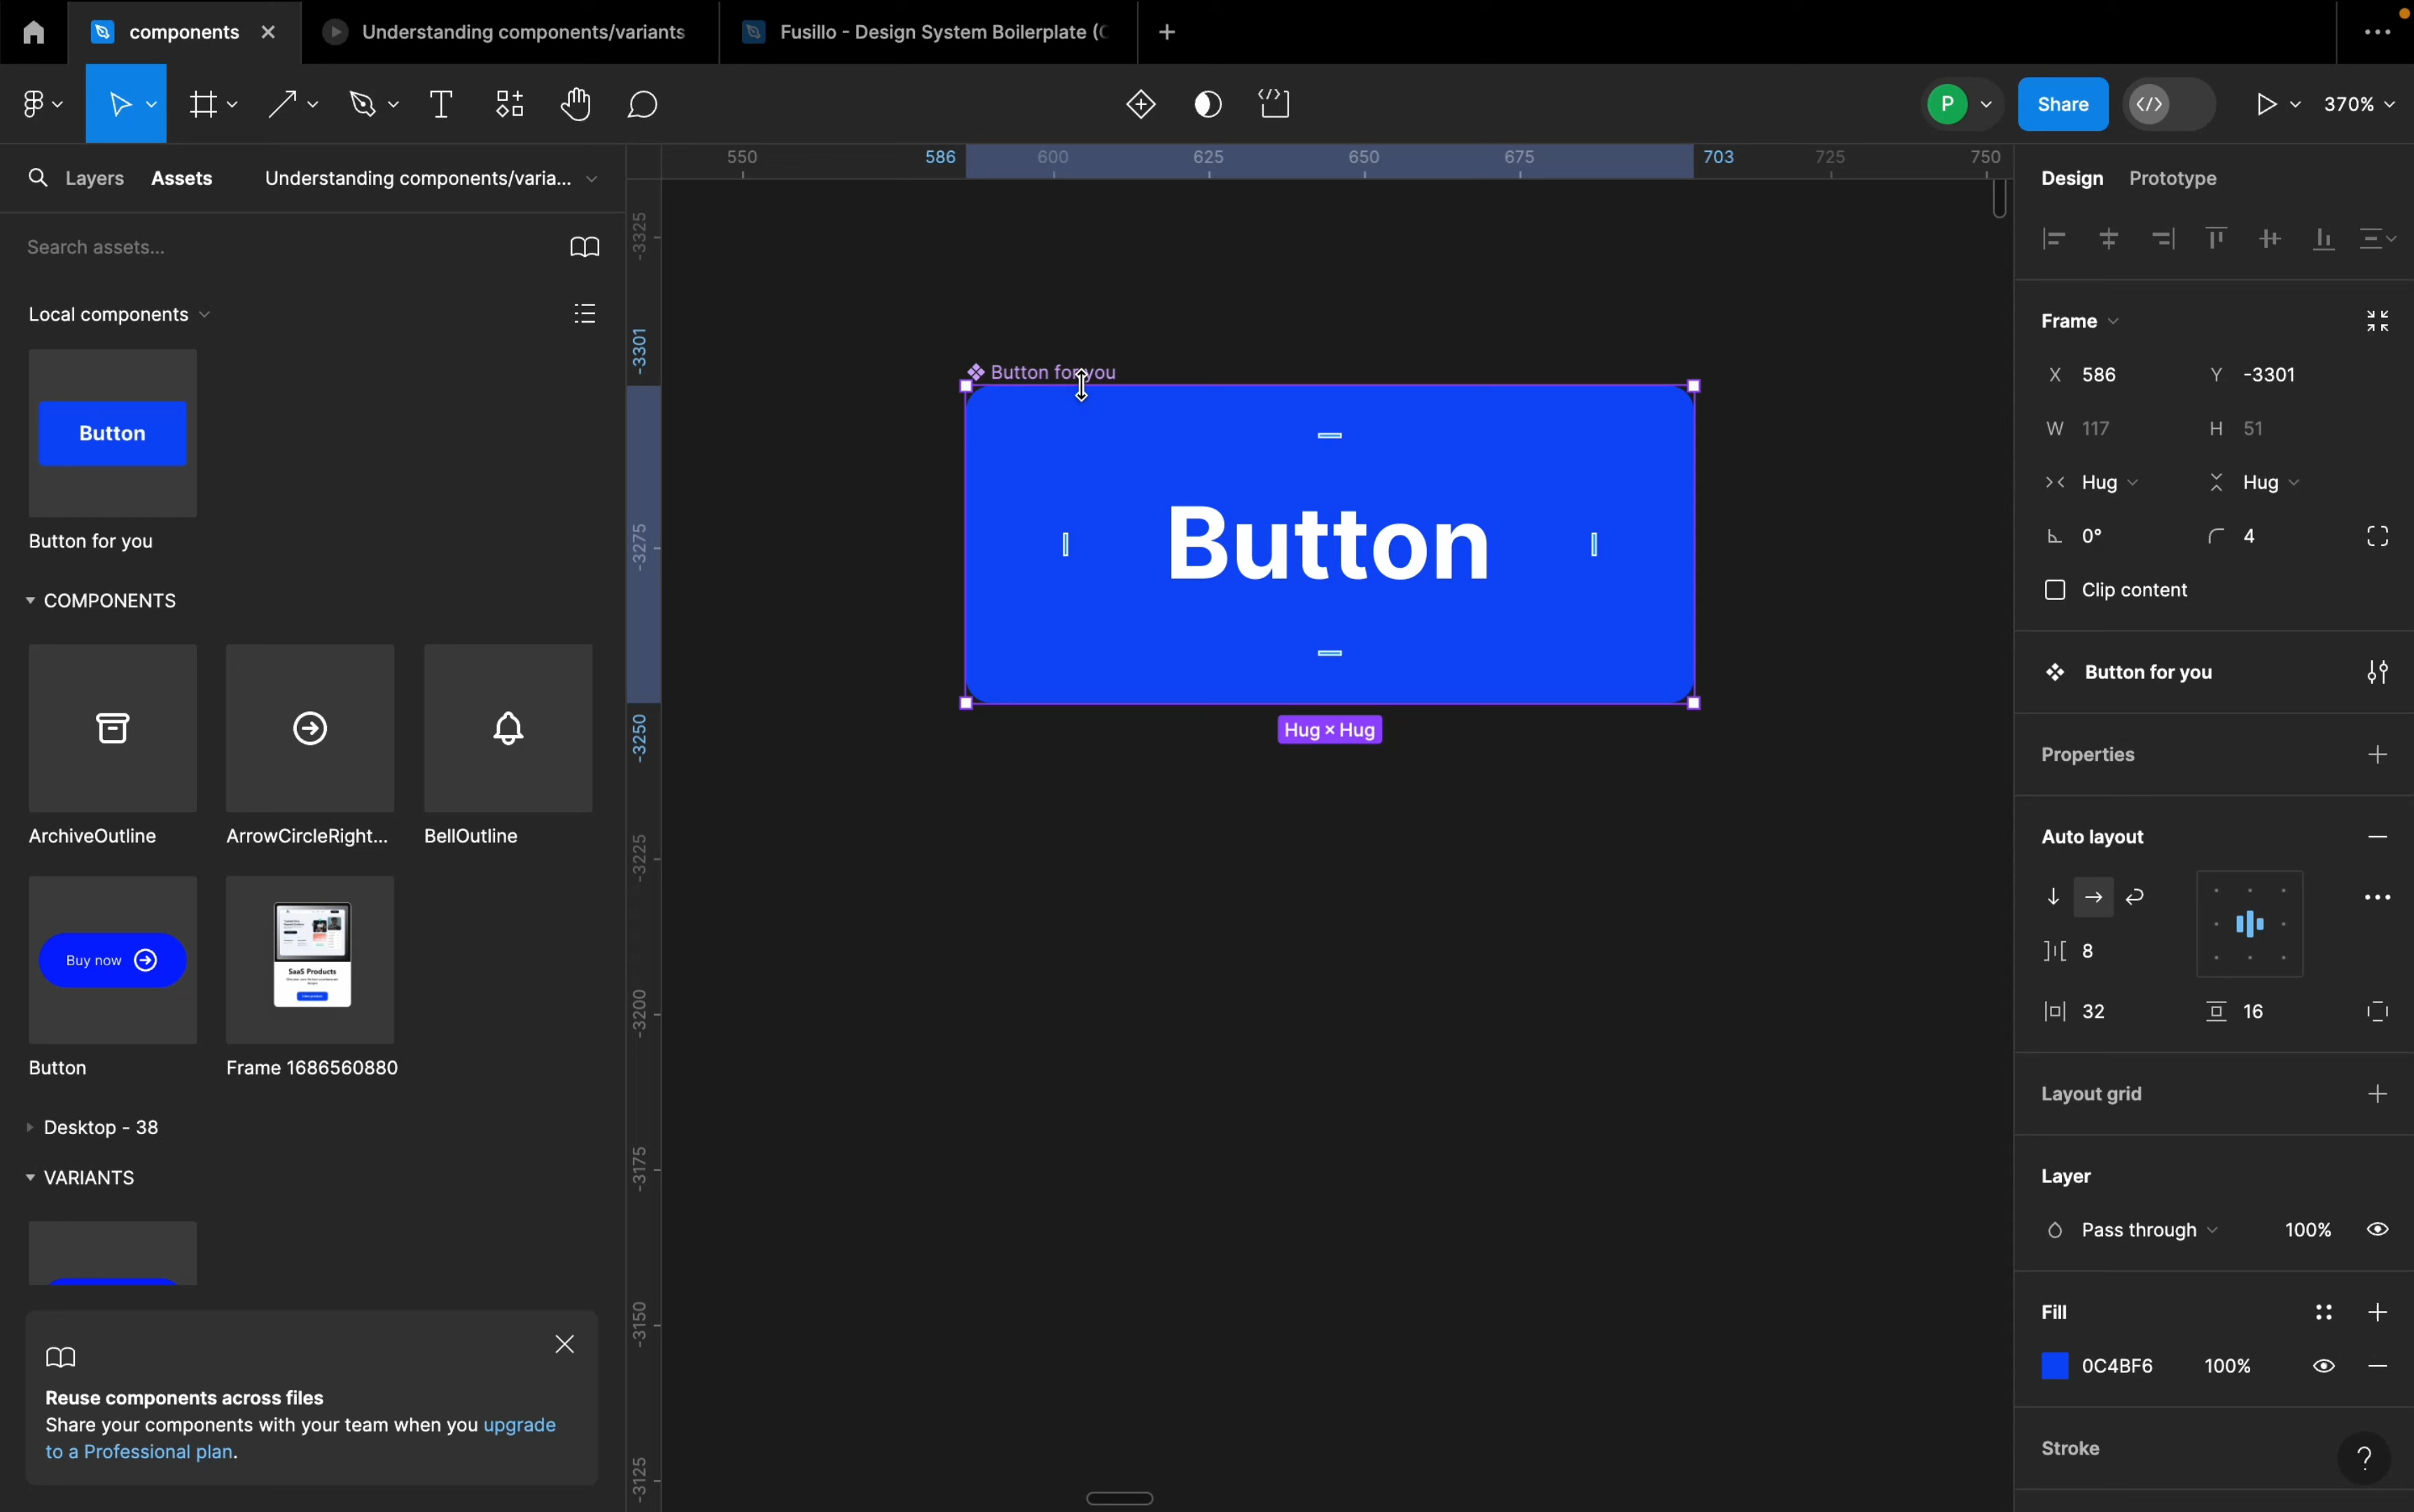 components
Understanding components/variants
Fusillo - Design System Boilerplate (
P
Share
370%
Layers
Assets
Understanding components/varia...
Search assets...
Local components
Button
Button for you
COMPONENTS
ArchiveOutline
ArrowCircleRight...
BellOutline
Buy now
SaaS Products
Button
Frame 1686560880
Desktop - 38
VARIANTS
Reuse components across files
Share your components with your team when you upgrade
to a Professional plan.
550
586
600
625
650
675
703
725
750
-3325
-3301
-3275
-3250
-3225
-3200
-3175
-3150
-3125
Button for you
Button
Hug × Hug
Design
Prototype
Frame
X 586
Y -3301
W 117
H 51
Hug
Hug
0°
4
Clip content
Button for you
Properties
Auto layout
8
32
16
Layout grid
Layer
Pass through
100%
Fill
0C4BF6
100%
Stroke
?